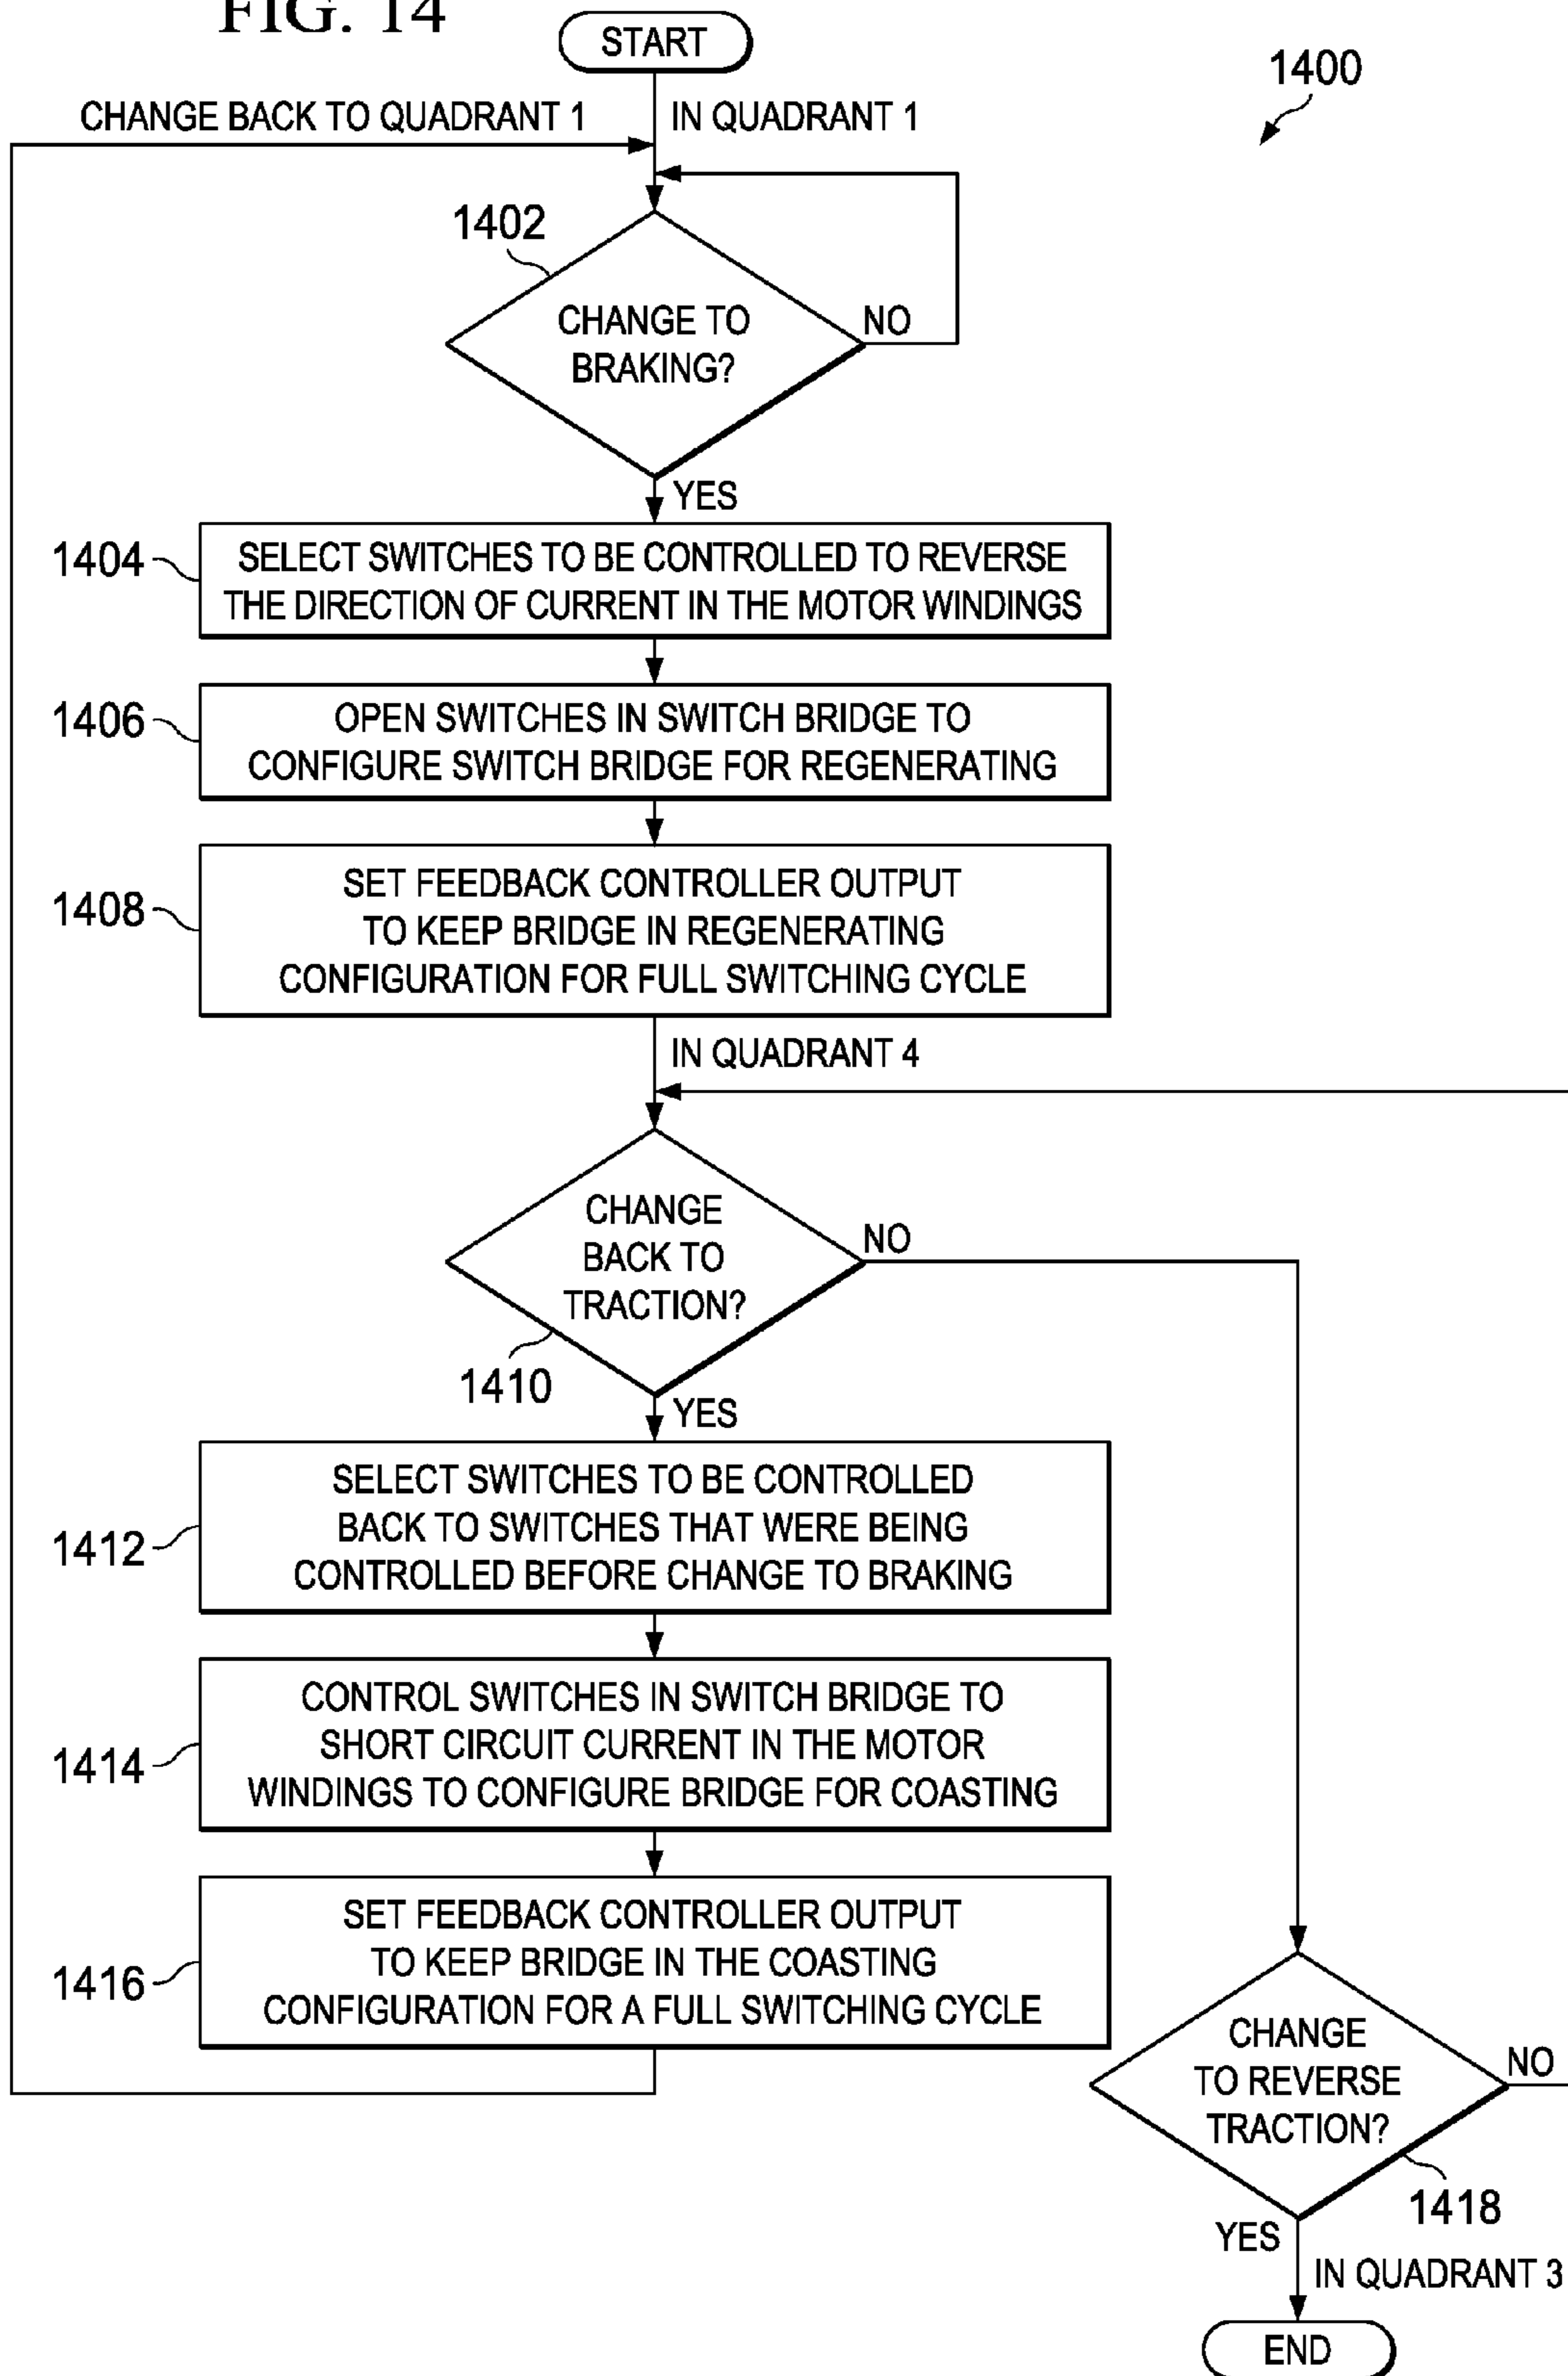 FIG. 14
START
1400
CHANGE BACK TO QUADRANT 1
IN QUADRANT 1
1402
CHANGE TO
BRAKING?
NO
YES
1404
SELECT SWITCHES TO BE CONTROLLED TO REVERSE
THE DIRECTION OF CURRENT IN THE MOTOR WINDINGS
1406
OPEN SWITCHES IN SWITCH BRIDGE TO
CONFIGURE SWITCH BRIDGE FOR REGENERATING
1408
SET FEEDBACK CONTROLLER OUTPUT
TO KEEP BRIDGE IN REGENERATING
CONFIGURATION FOR FULL SWITCHING CYCLE
IN QUADRANT 4
CHANGE
BACK TO
TRACTION?
NO
1410
YES
1412
SELECT SWITCHES TO BE CONTROLLED
BACK TO SWITCHES THAT WERE BEING
CONTROLLED BEFORE CHANGE TO BRAKING
1414
CONTROL SWITCHES IN SWITCH BRIDGE TO
SHORT CIRCUIT CURRENT IN THE MOTOR
WINDINGS TO CONFIGURE BRIDGE FOR COASTING
1416
SET FEEDBACK CONTROLLER OUTPUT
TO KEEP BRIDGE IN THE COASTING
CONFIGURATION FOR A FULL SWITCHING CYCLE
CHANGE
TO REVERSE
TRACTION?
NO
1418
YES
IN QUADRANT 3
END